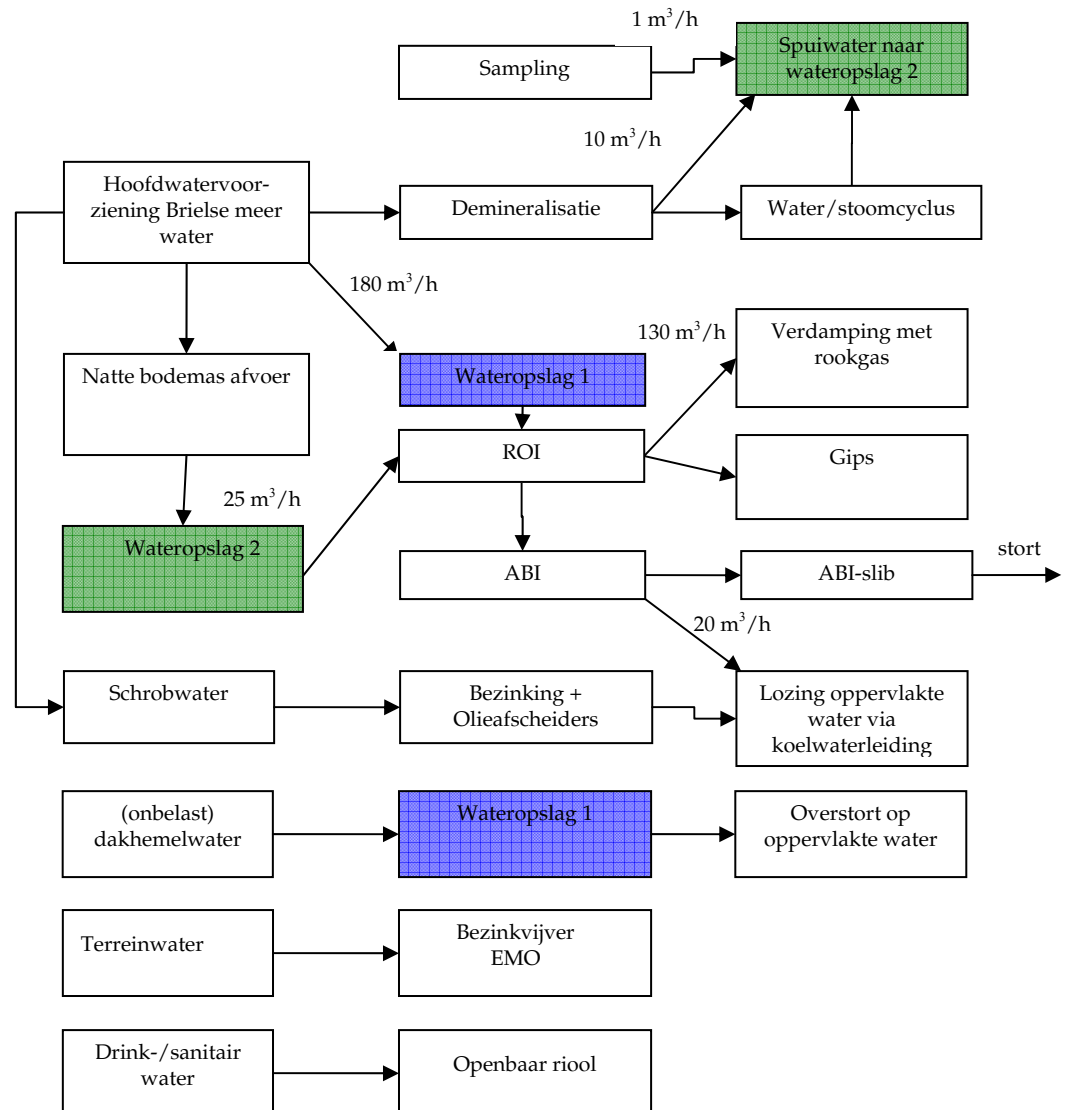 1 m³/h
Sampling
Spuiwater naar
wateropslag 2
10 m³/h
Hoofdwatervoor-
ziening Brielse meer
water
Demineralisatie
Water/stoomcyclus
180 m³/h
130 m³/h
Verdamping met
rookgas
Natte bodemas afvoer
Wateropslag 1
ROI
Gips
25 m³/h
Wateropslag 2
ABI
ABI-slib
stort
20 m³/h
Schrobwater
Bezinking +
Olieafscheiders
Lozing oppervlakte
water via
koelwaterleiding
(onbelast)
dakhemelwater
Wateropslag 1
Overstort op
oppervlakte water
Terreinwater
Bezinkvijver
EMO
Drink-/sanitair
water
Openbaar riool